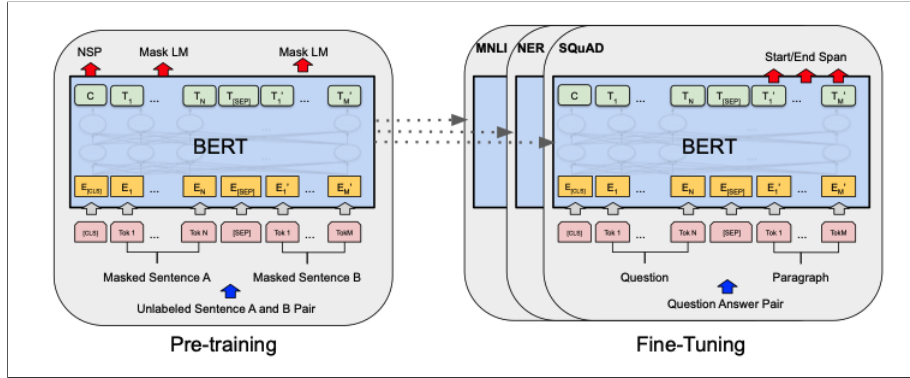 NSP Mask LM Mask LM
C T1 ... TN T[SEP] T1' ... TM'
BERT
E[CLS] E1 ... EN E[SEP] E1' ... EM'
[CLS] Tok 1 ... Tok N [SEP] Tok 1 ... TokM
Masked Sentence A Masked Sentence B
Unlabeled Sentence A and B Pair
Pre-training
MNLI NER SQuAD
Start/End Span
C T1 ... TN T[SEP] T1' ... TM'
BERT
E[CLS] E1 ... EN E[SEP] E1' ... EM'
[CLS] Tok 1 ... Tok N [SEP] Tok 1 ... TokM
Question Paragraph
Question Answer Pair
Fine-Tuning